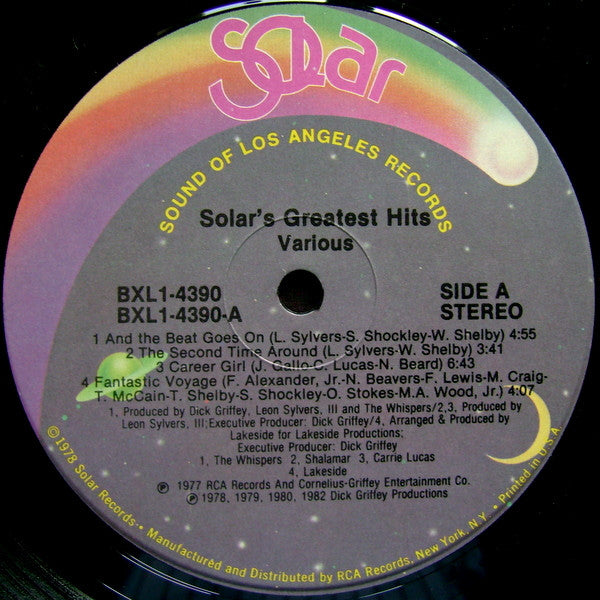 Solar
SOUND OF LOS ANGELES RECORDS
Solar's Greatest Hits
Various
BXL1-4390
BXL1-4390-A
SIDE A
STEREO
1 And the Beat Goes On (L. Sylvers-S. Shockley-W. Shelby) 4:55
2 The Second Time Around (L. Sylvers-W. Shelby) 3:41
3 Career Girl (J. Gallo-C. Lucas-N. Beard) 6:43
4 Fantastic Voyage (F. Alexander, Jr.-N. Beavers-F. Lewis-M. Craig-
T. McCain-T. Shelby-S. Shockley-O. Stokes-M.A. Wood, Jr.) 4:07
1, Produced by Dick Griffey, Leon Sylvers, III and The Whispers/2,3, Produced by
Leon Sylvers, III;Executive Producer: Dick Griffey/4, Arranged & Produced by
Lakeside for Lakeside Productions;
Executive Producer: Dick Griffey
1, The Whispers 2, Shalamar 3, Carrie Lucas
4, Lakeside
℗ 1977 RCA Records And Cornelius-Griffey Entertainment Co.
℗ 1978, 1979, 1980, 1982 Dick Griffey Productions
© 1978 Solar Records • Manufactured and Distributed by RCA Records, New York, N.Y. • Printed in U.S.A.